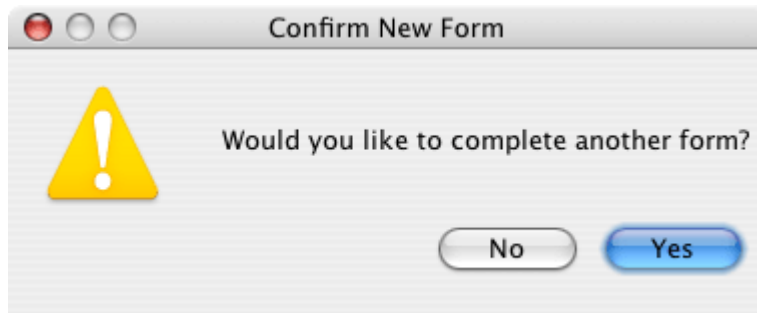 Confirm New Form
Would you like to complete another form?
No
Yes